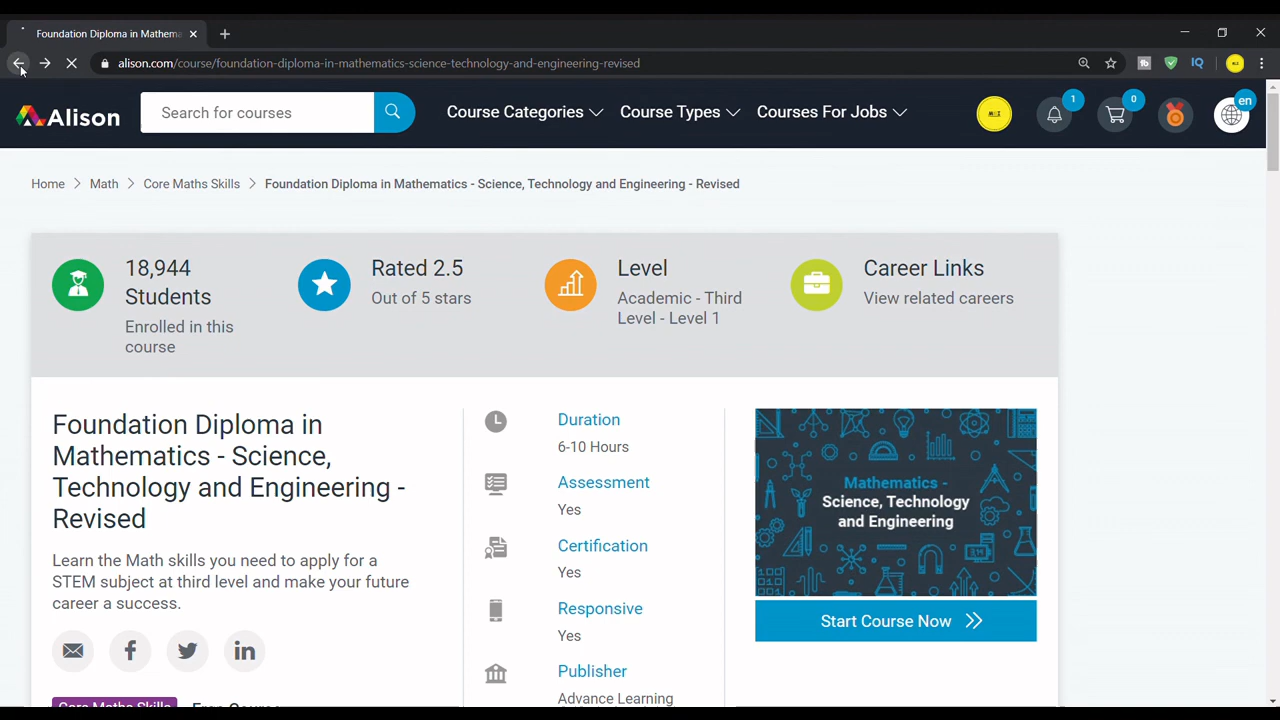 Foundation Diploma in Mathema
alison.com/course/foundation-diploma-in-mathematics-science-technology-and-engineering-revised
IQ
Alison
Search for courses
Course Categories
Course Types
Courses For Jobs
1
0
en
Home > Math > Core Maths Skills > Foundation Diploma in Mathematics - Science, Technology and Engineering - Revised
18,944
Students
Enrolled in this
course
Rated 2.5
Out of 5 stars
Level
Academic - Third
Level - Level 1
Career Links
View related careers
Foundation Diploma in
Mathematics - Science,
Technology and Engineering -
Revised
Learn the Math skills you need to apply for a
STEM subject at third level and make your future
career a success.
Core Maths Skills
Free Course
Duration
6-10 Hours
Assessment
Yes
Certification
Yes
Responsive
Yes
Publisher
Advance Learning
Mathematics -
Science, Technology
and Engineering
Start Course Now